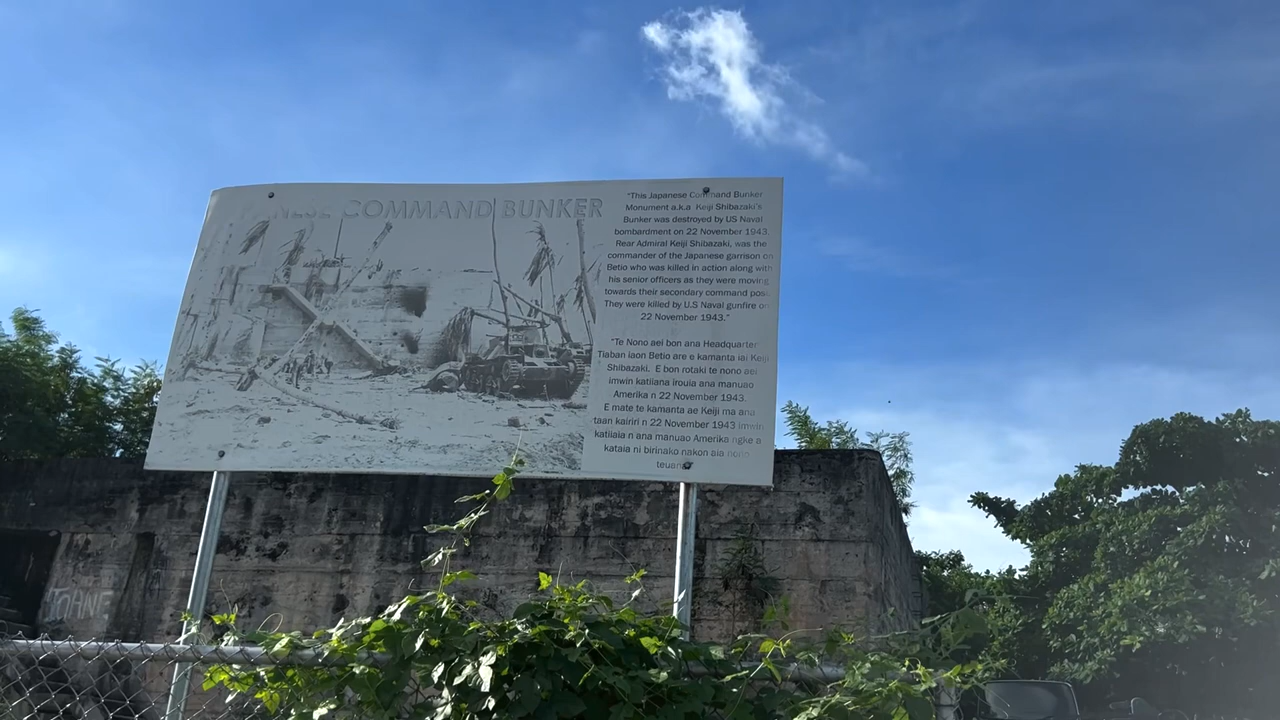 NESE COMMAND BUNKER
"This Japanese Command Bunker
Monument a.k.a Keiji Shibazaki's
Bunker was destroyed by US Naval
bombardment on 22 November 1943.
Rear Admiral Keiji Shibazaki, was the
commander of the Japanese garrison on
Betio who was killed in action along with
his senior officers as they were moving
towards their secondary command post.
They were killed by U.S Naval gunfire on
22 November 1943."
"Te Nono aei bon ana Headquarter
Tiaban iaon Betio are e kamanta iai Keiji
Shibazaki. E bon rotaki te nono aei
imwin katiiana irouia ana manuao
Amerika n 22 November 1943.
E mate te kamanta ae Keiji ma ana
taan kairiri n 22 November 1943 imwin
katiiaia n ana manuao Amerika ngke a
kataia ni birinako nakon aia nono
teuana